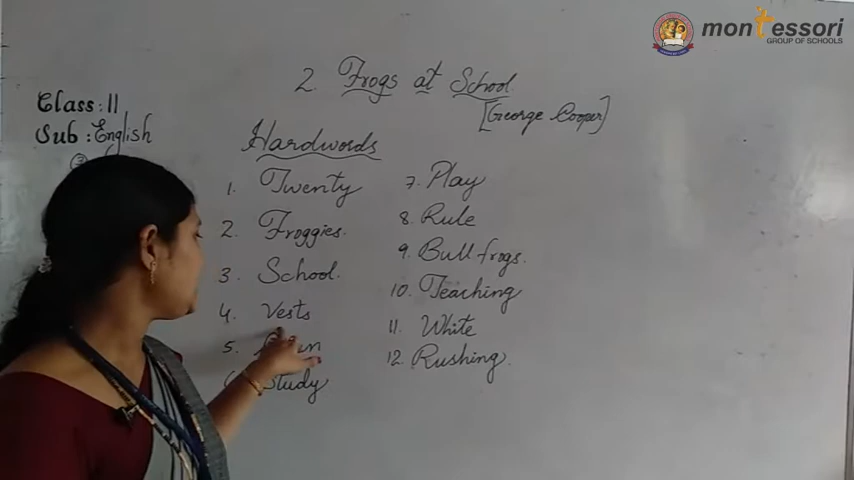 montessori
GROUP OF SCHOOLS
2. Frogs at School
[George Cooper]
Class: II
Sub: English
Hardwords
1. Twenty
2. Froggies.
3. School.
4. Vests
5.
6. Study
7. Play
8. Rule
9. Bull frogs.
10. Teaching
11. White
12. Rushing.